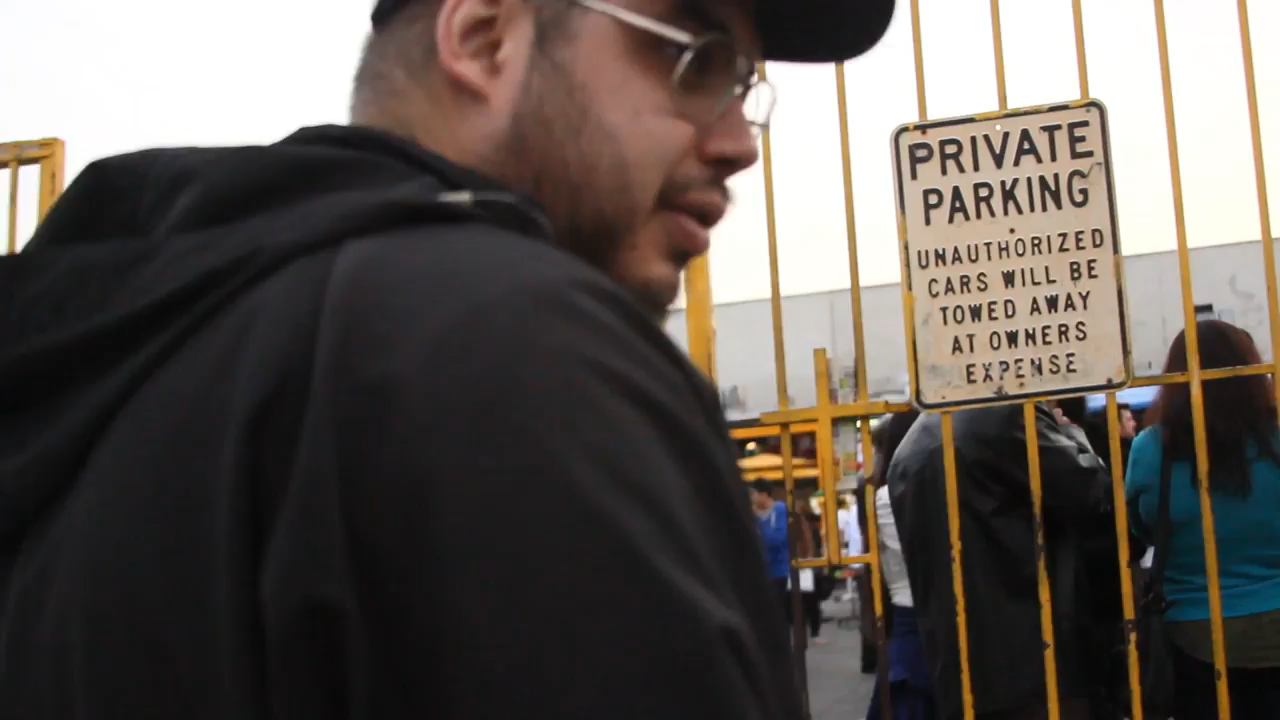 PRIVATE
PARKING
UNAUTHORIZED
CARS WILL BE
TOWED AWAY
AT OWNERS
EXPENSE